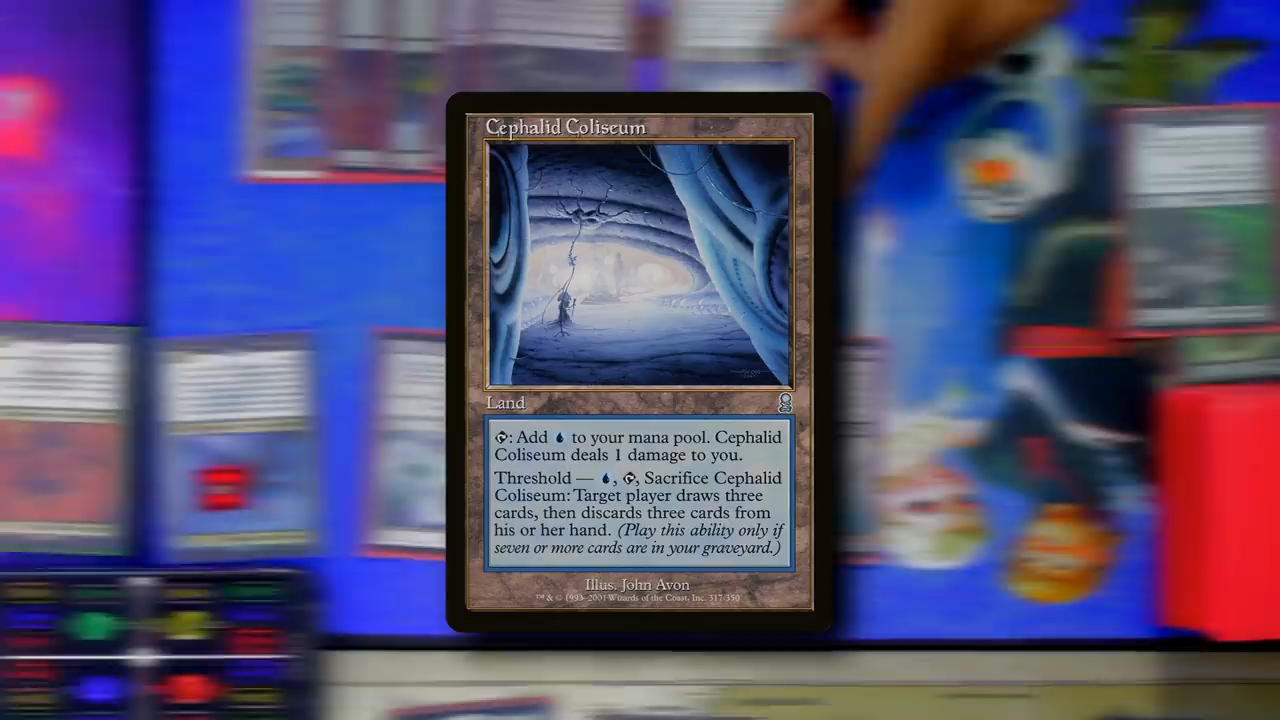 Cephalid Coliseum
Land
: Add to your mana pool. Cephalid
Coliseum deals 1 damage to you.
Threshold — , , Sacrifice Cephalid
Coliseum: Target player draws three
cards, then discards three cards from
his or her hand. (Play this ability only if
seven or more cards are in your graveyard.)
Illus. John Avon
™ & © 1993-2001 Wizards of the Coast, Inc. 317/350